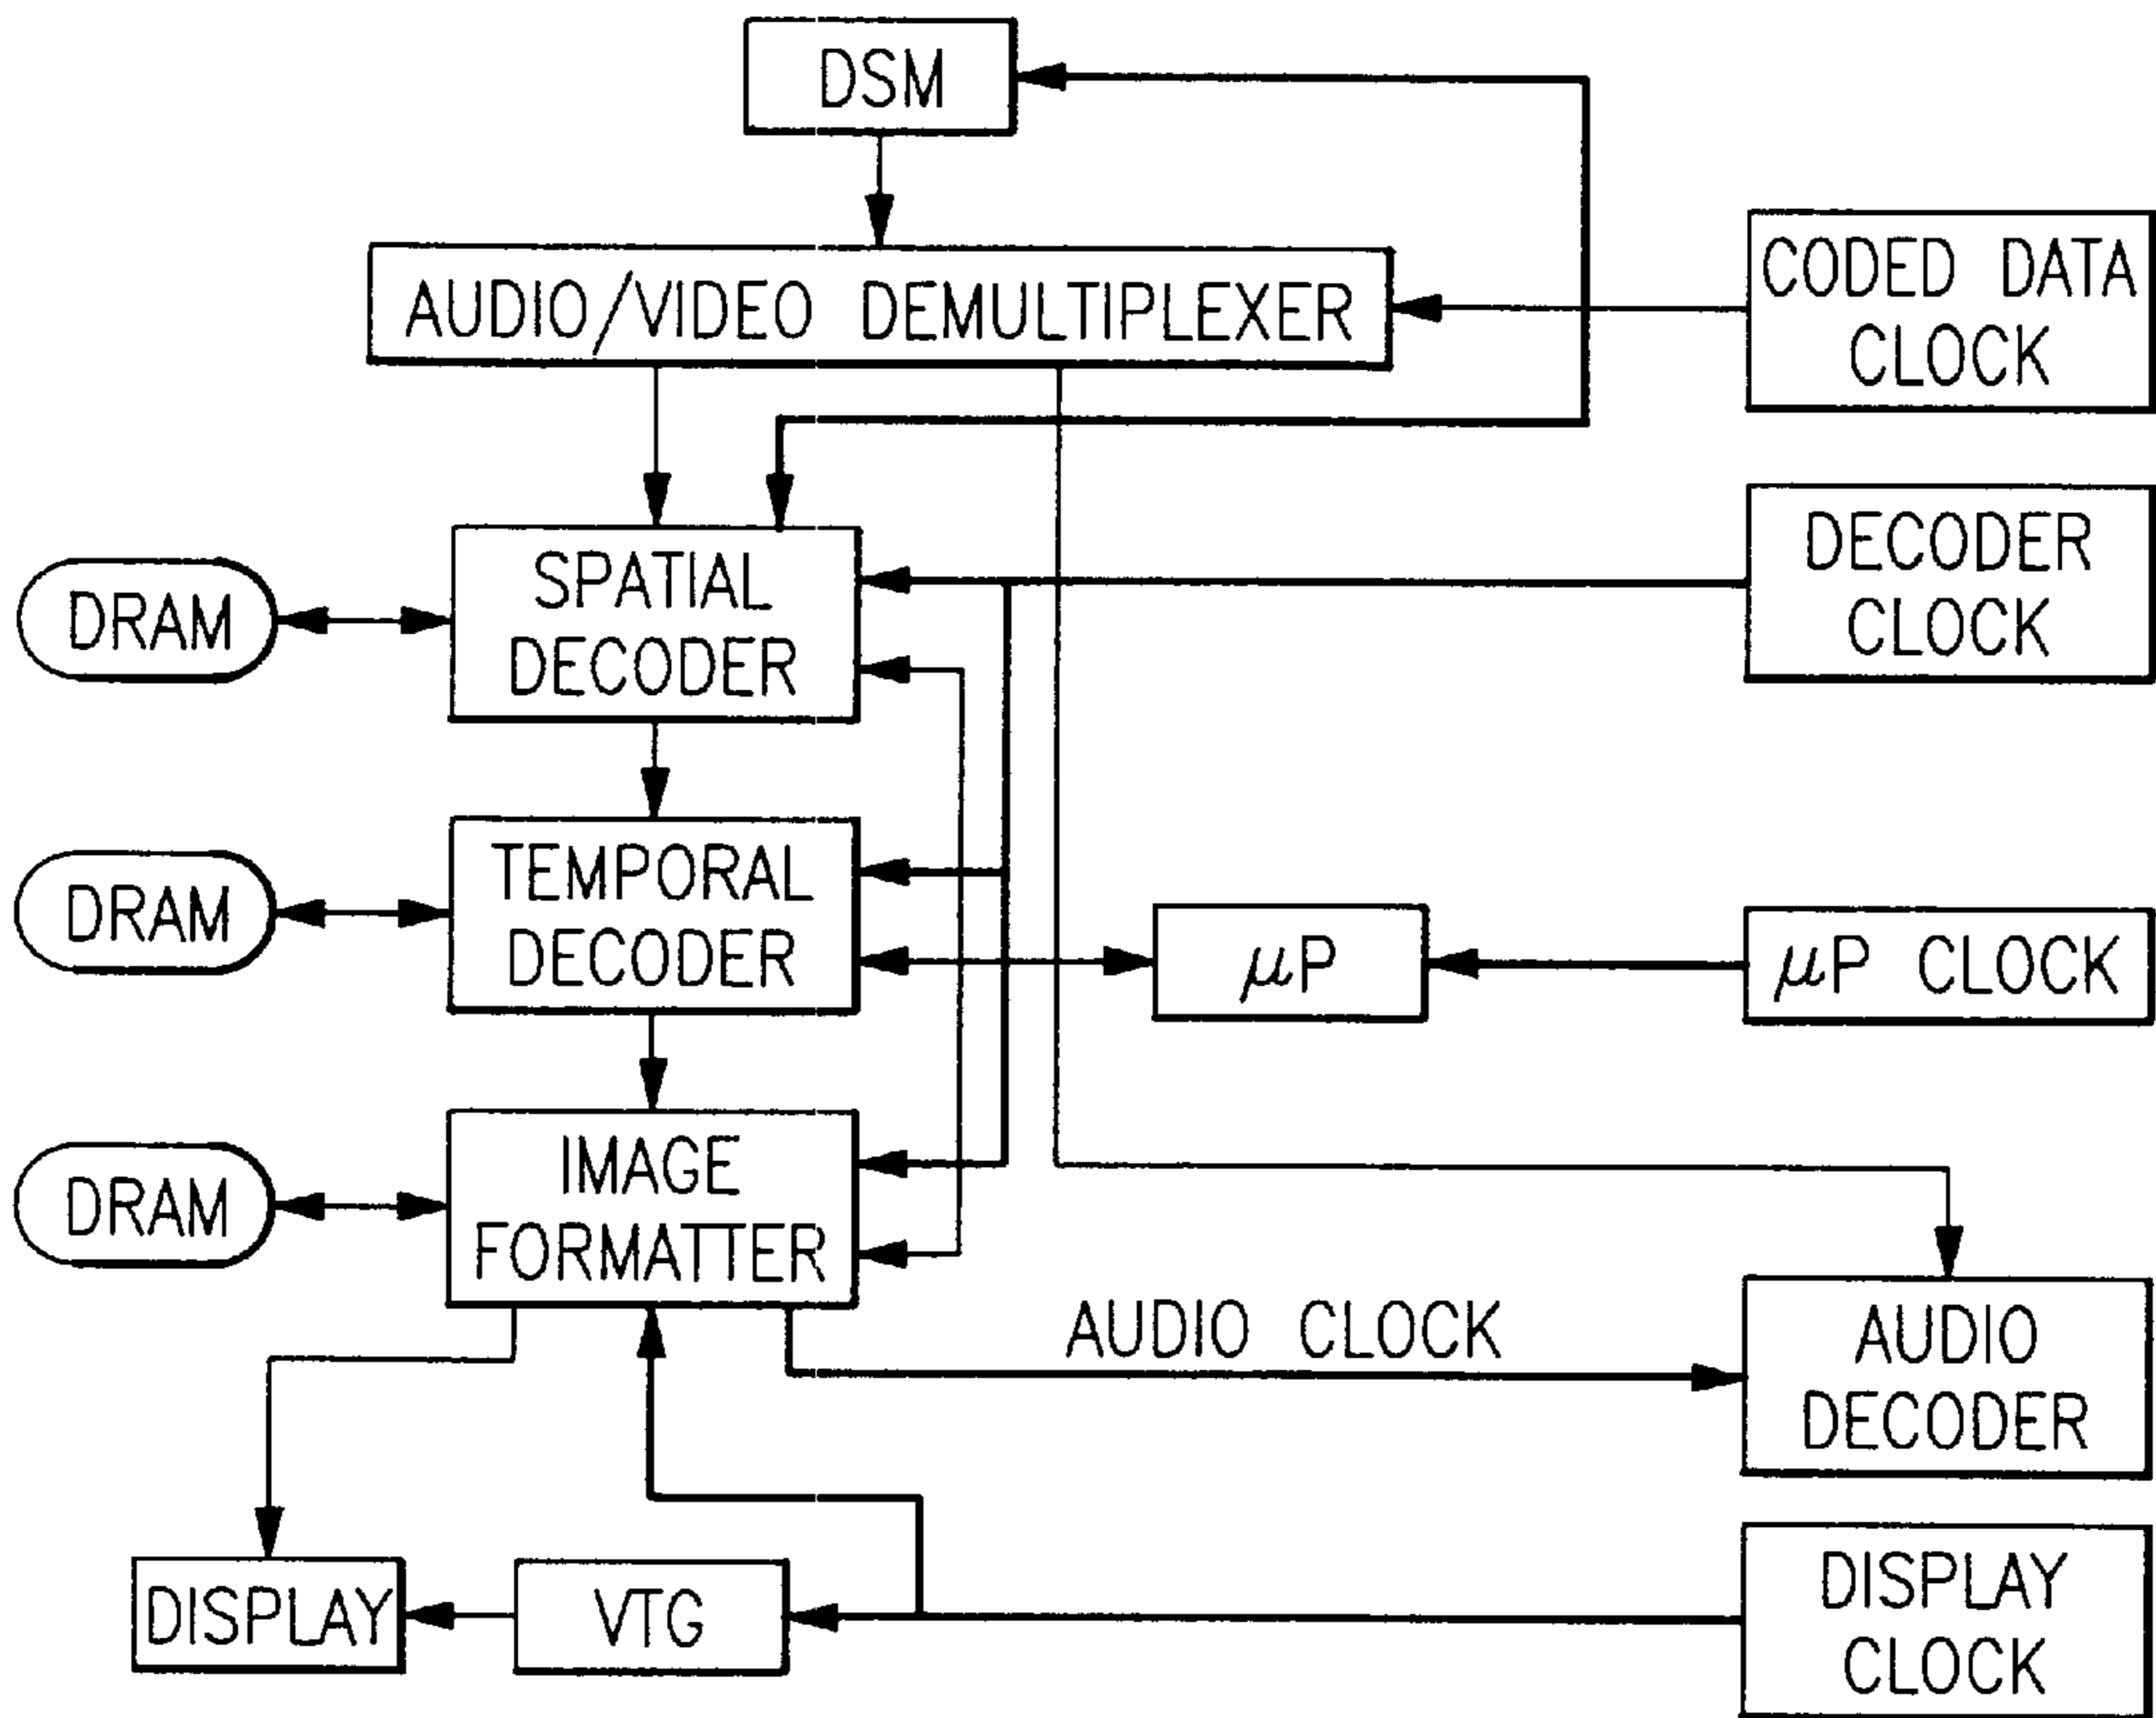 DSM
AUDIO/VIDEO DEMULTIPLEXER
CODED DATA
CLOCK
SPATIAL
DECODER
DRAM
DECODER
CLOCK
TEMPORAL
DECODER
DRAM
μP
μP CLOCK
IMAGE
FORMATTER
DRAM
AUDIO CLOCK
AUDIO
DECODER
DISPLAY
VTG
DISPLAY
CLOCK